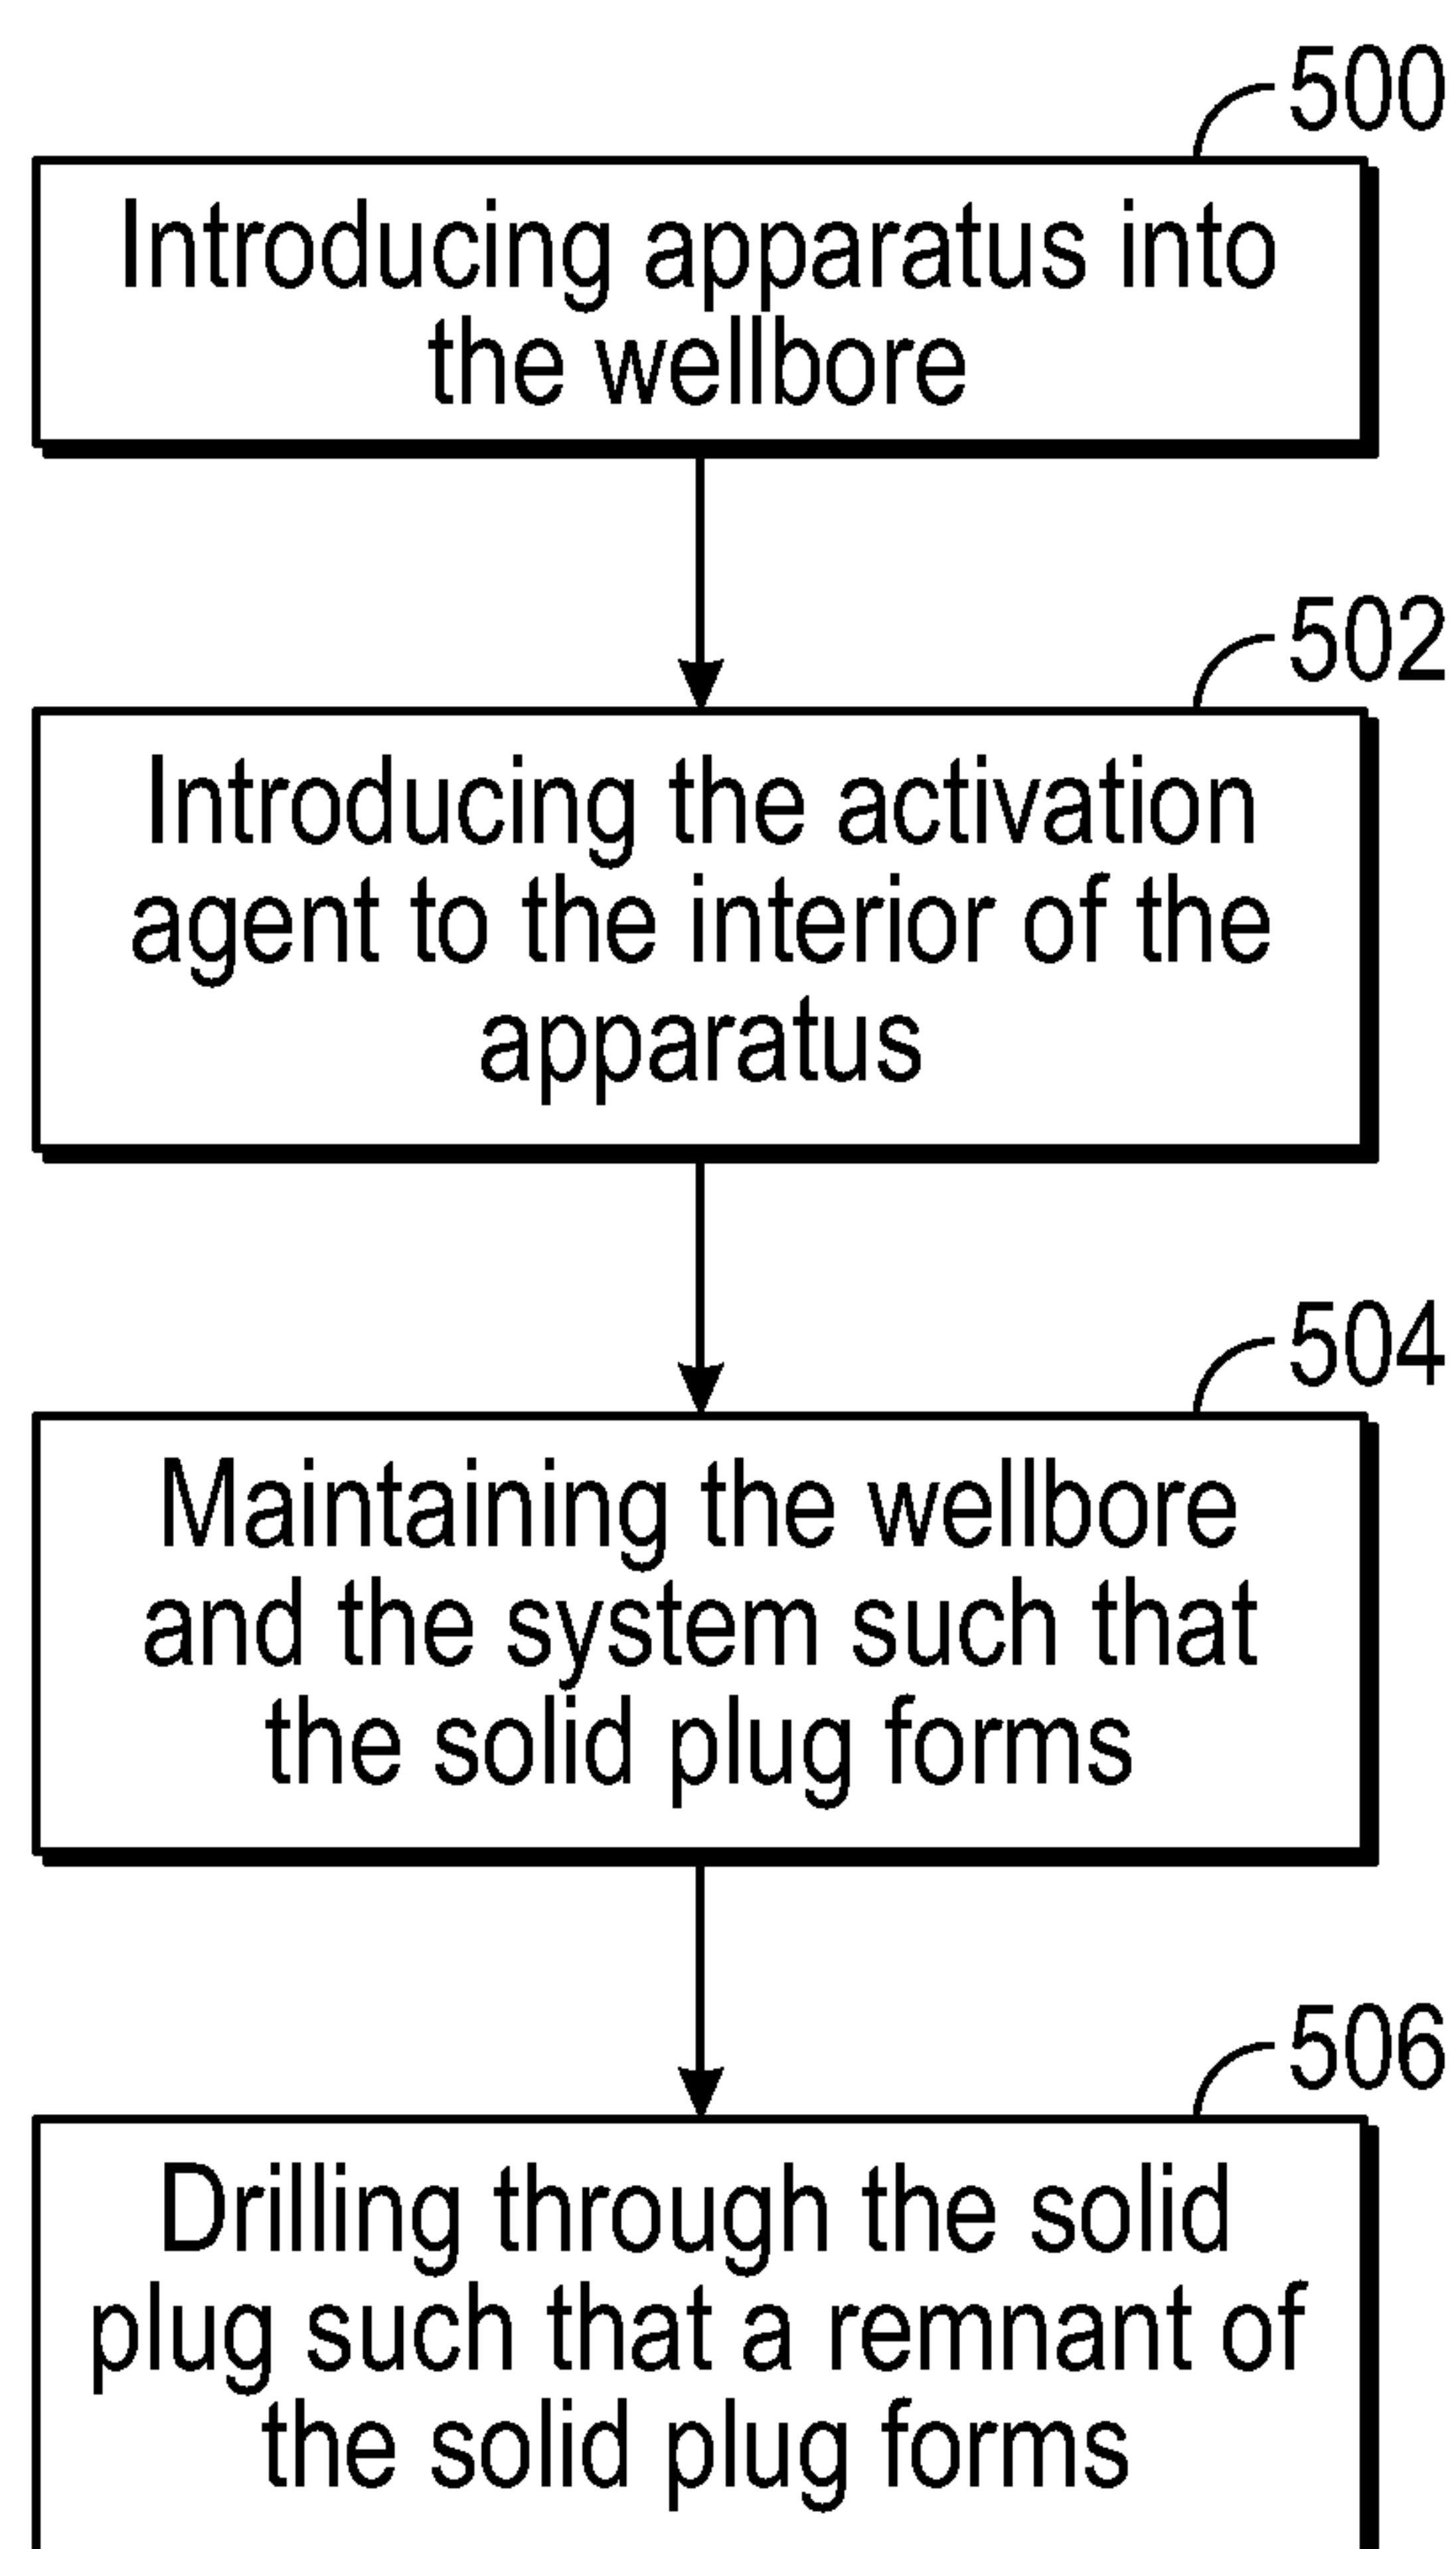 500
Introducing apparatus into
the wellbore
502
Introducing the activation
agent to the interior of the
apparatus
504
Maintaining the wellbore
and the system such that
the solid plug forms
506
Drilling through the solid
plug such that a remnant of
the solid plug forms